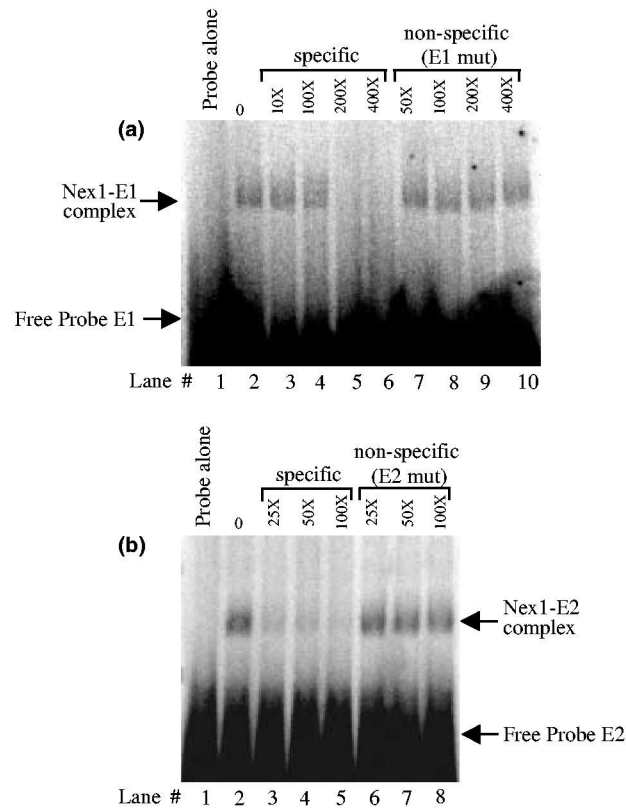 non-specific
specific (E1 mut)
Probe alone
0
10X
100X
200X
400X
50X
100X
200X
400X
(a)
Nex1-E1
complex
Free Probe E1
Lane # 1 2 3 4 5 6 7 8 9 10
non-specific
specific (E2 mut)
Probe alone
0
25X
50X
100X
25X
50X
100X
(b)
Nex1-E2
complex
Free Probe E2
Lane # 1 2 3 4 5 6 7 8